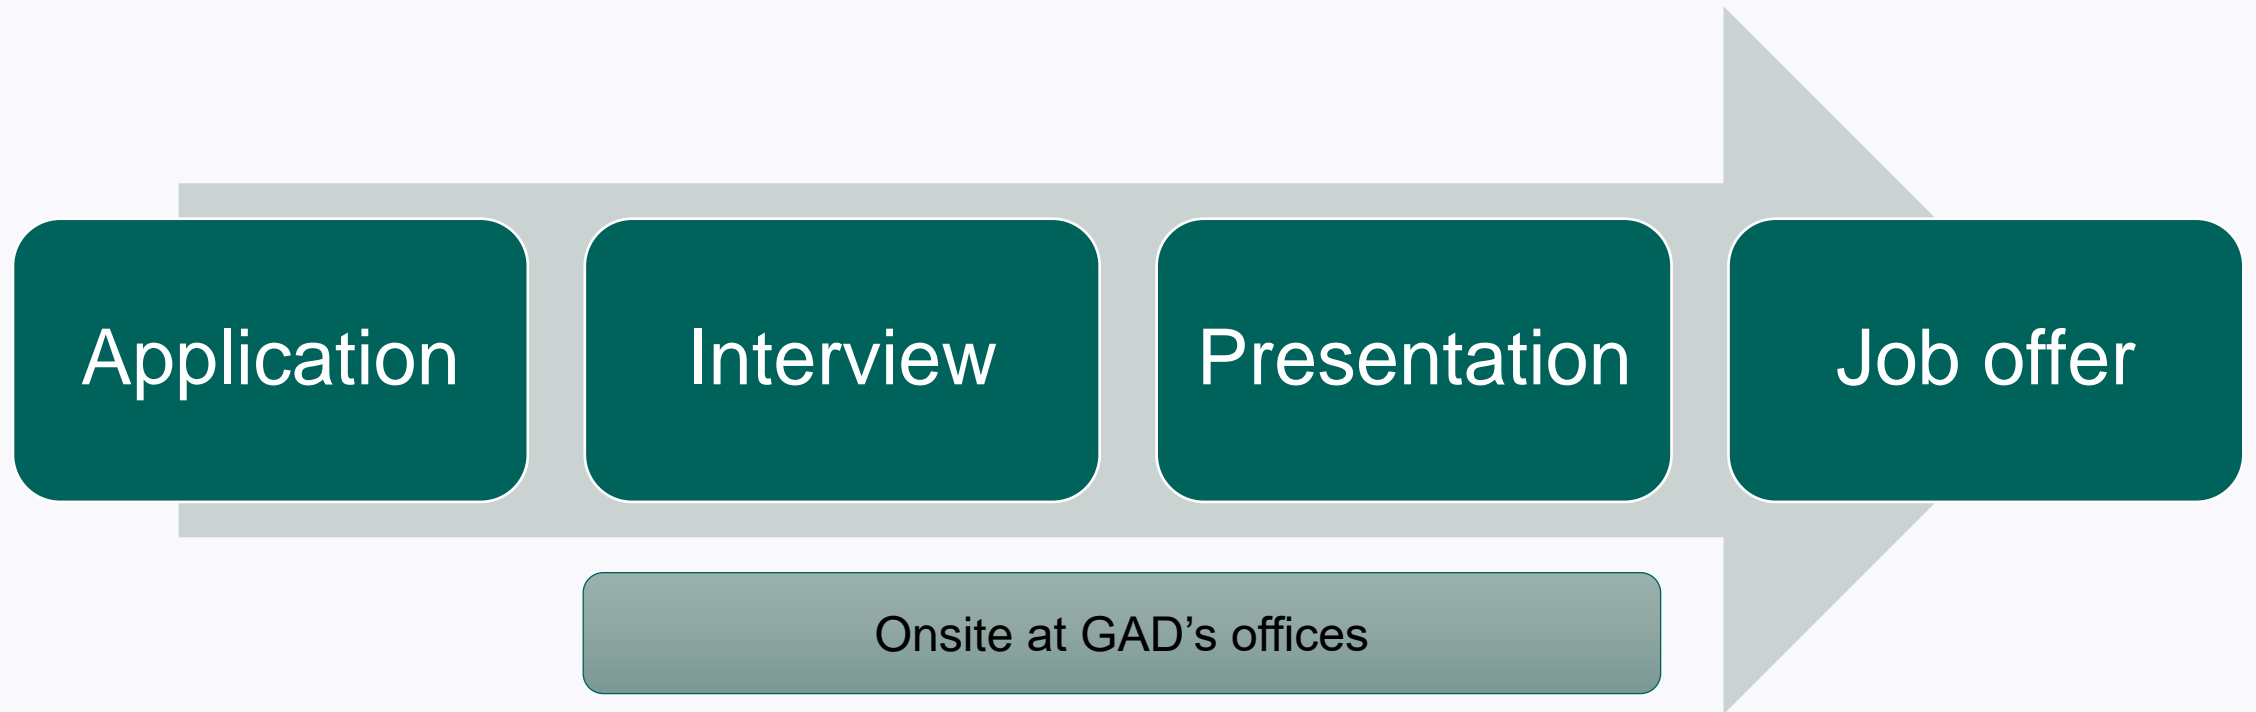 Application
Interview
Presentation
Job offer
Onsite at GAD’s offices